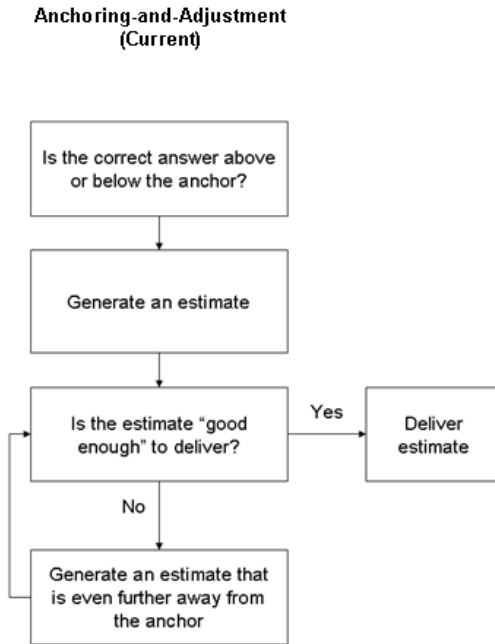 Anchoring-and-Adjustment
(Current)
Is the correct answer above
or below the anchor?
Generate an estimate
Is the estimate “good
enough” to deliver?
Yes
Deliver
estimate
No
Generate an estimate that
is even further away from
the anchor